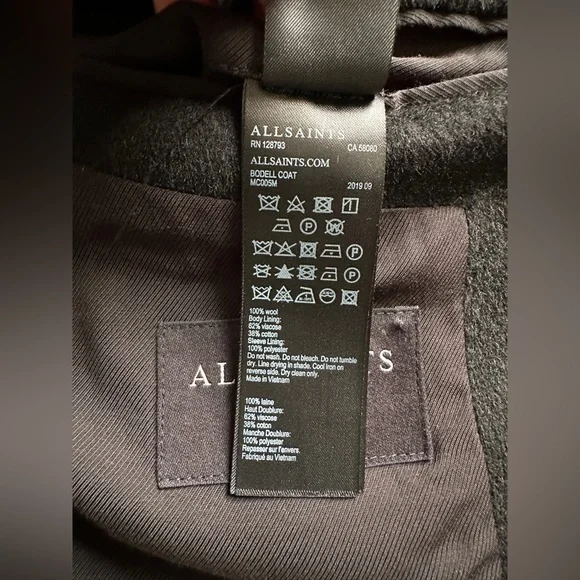 ALLSAINTS
RN 128793 CA 56080
ALLSAINTS.COM
BODELL COAT
MC005M 2019 09
100% wool
Body Lining:
62% viscose
38% cotton
Sleeve Lining:
100% polyester
Do not wash. Do not bleach. Do not tumble
dry. Line drying in shade. Cool iron on
reverse side. Dry clean only.
Made in Vietnam
100% laine
Haut Doublure:
62% viscose
38% coton
Manche Doublure:
100% polyester
Repasser sur l'envers.
Fabriqué au Vietnam
AL TS